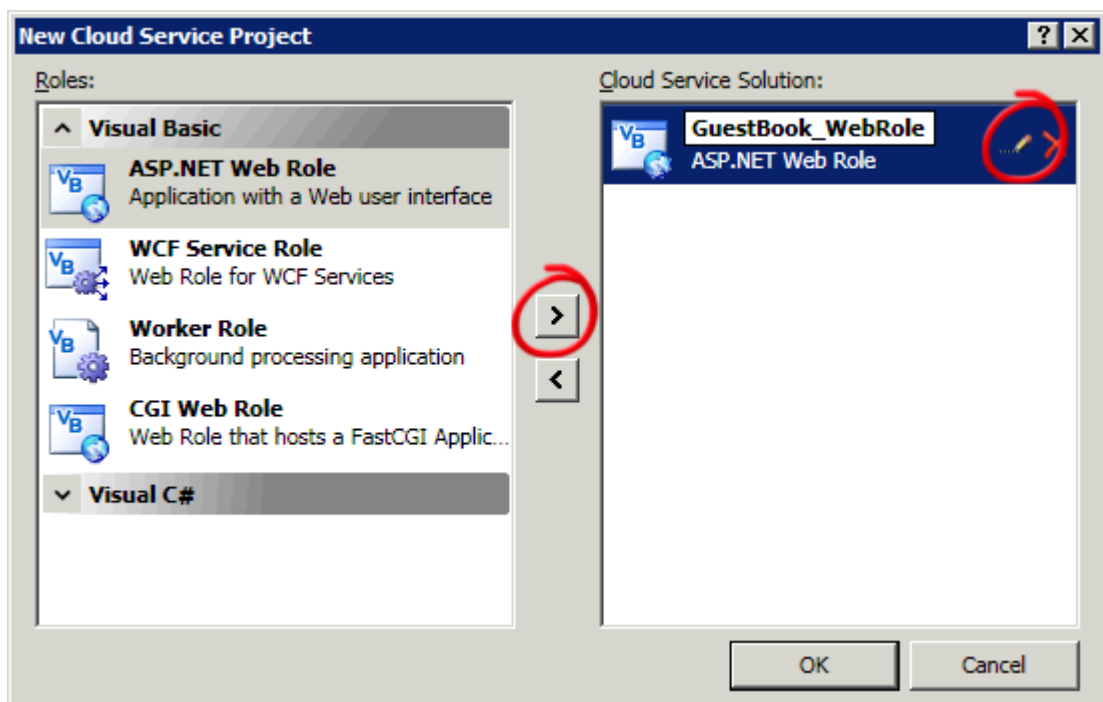 New Cloud Service Project
Roles:
Visual Basic
ASP.NET Web Role
Application with a Web user interface
WCF Service Role
Web Role for WCF Services
Worker Role
Background processing application
CGI Web Role
Web Role that hosts a FastCGI Applic...
Visual C#
>
<
Cloud Service Solution:
GuestBook_WebRole
ASP.NET Web Role
OK
Cancel